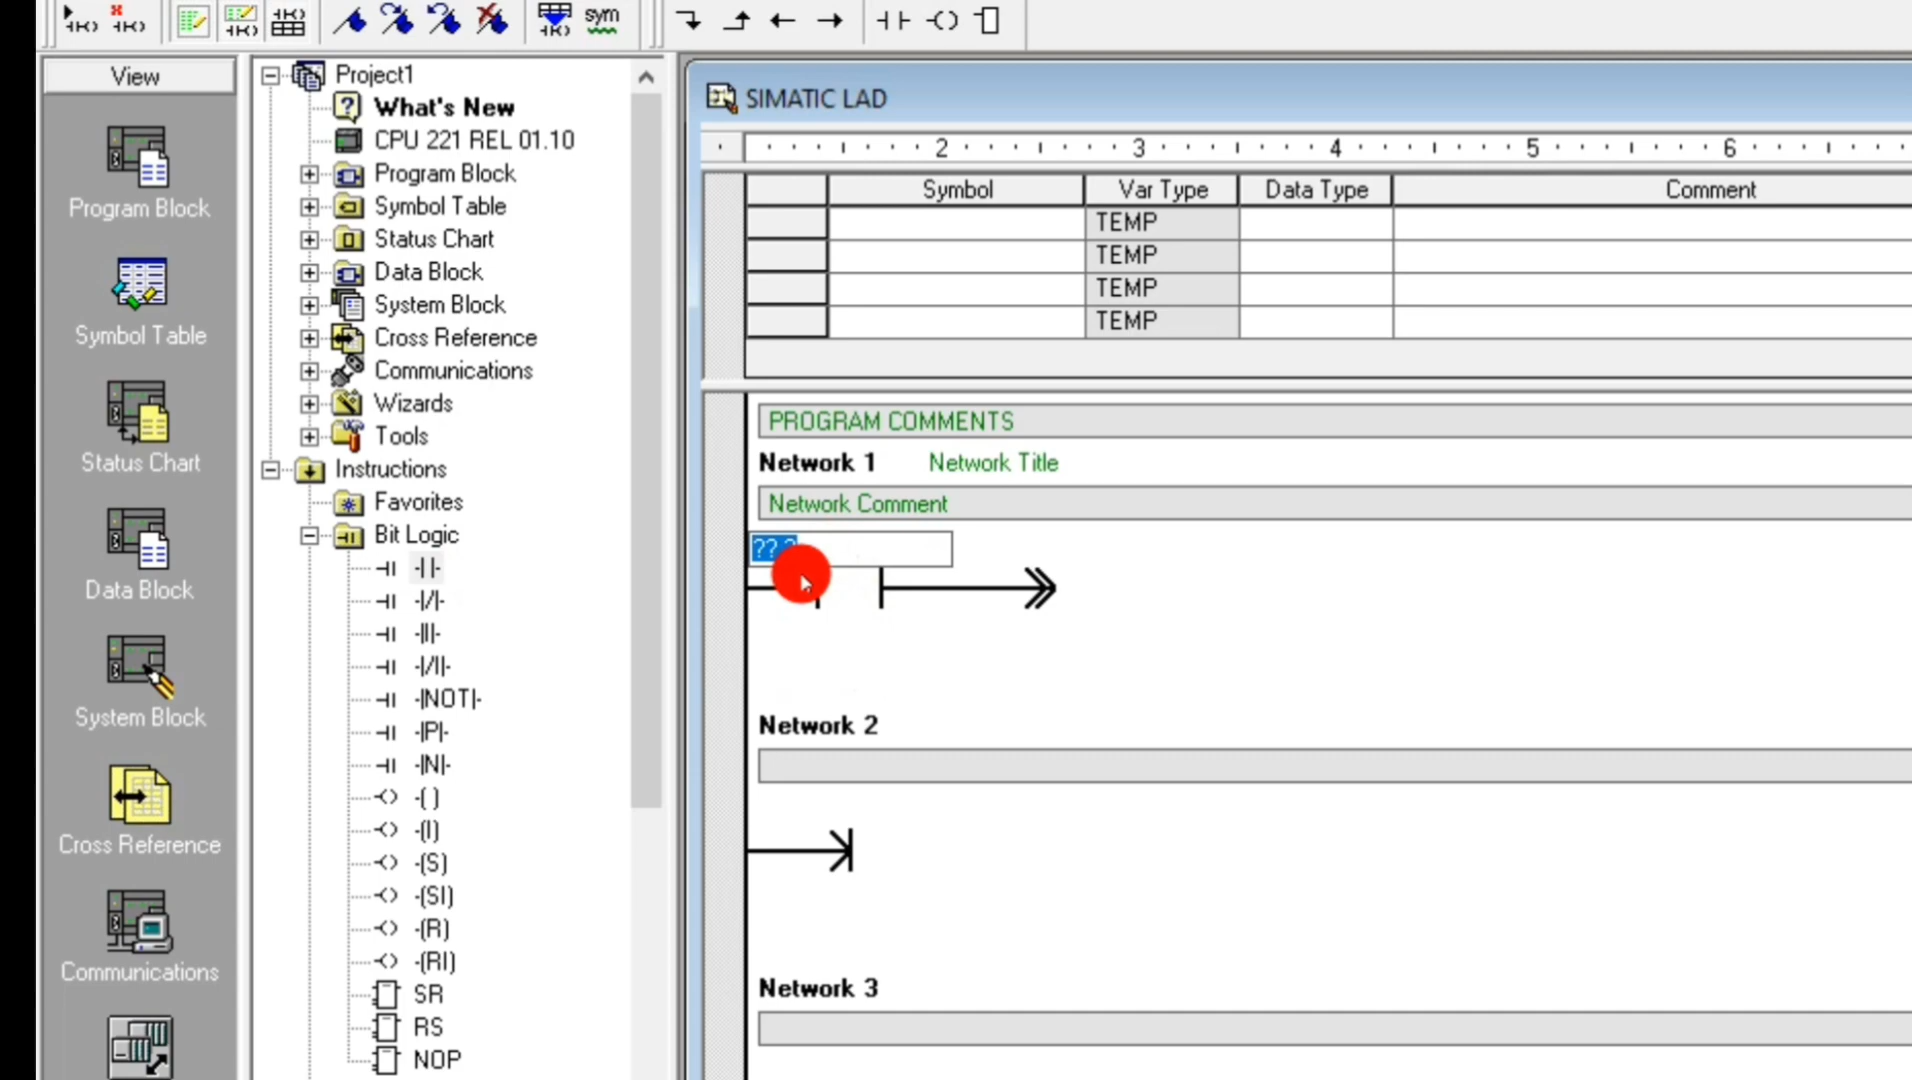 sym
View
Program Block
Symbol Table
Status Chart
Data Block
System Block
Cross Reference
Communications
Project1
What's New
CPU 221 REL 01.10
Program Block
Symbol Table
Status Chart
Data Block
System Block
Cross Reference
Communications
Wizards
Tools
Instructions
Favorites
Bit Logic
-| |-
-|/|-
-|I|-
-|/I|-
-|NOT|-
-|P|-
-|N|-
-( )
-(I)
-(S)
-(SI)
-(R)
-(RI)
SR
RS
NOP
SIMATIC LAD
2 3 4 5 6
Symbol Var Type Data Type Comment
TEMP
TEMP
TEMP
TEMP
PROGRAM COMMENTS
Network 1 Network Title
Network Comment
??.?
Network 2
Network 3